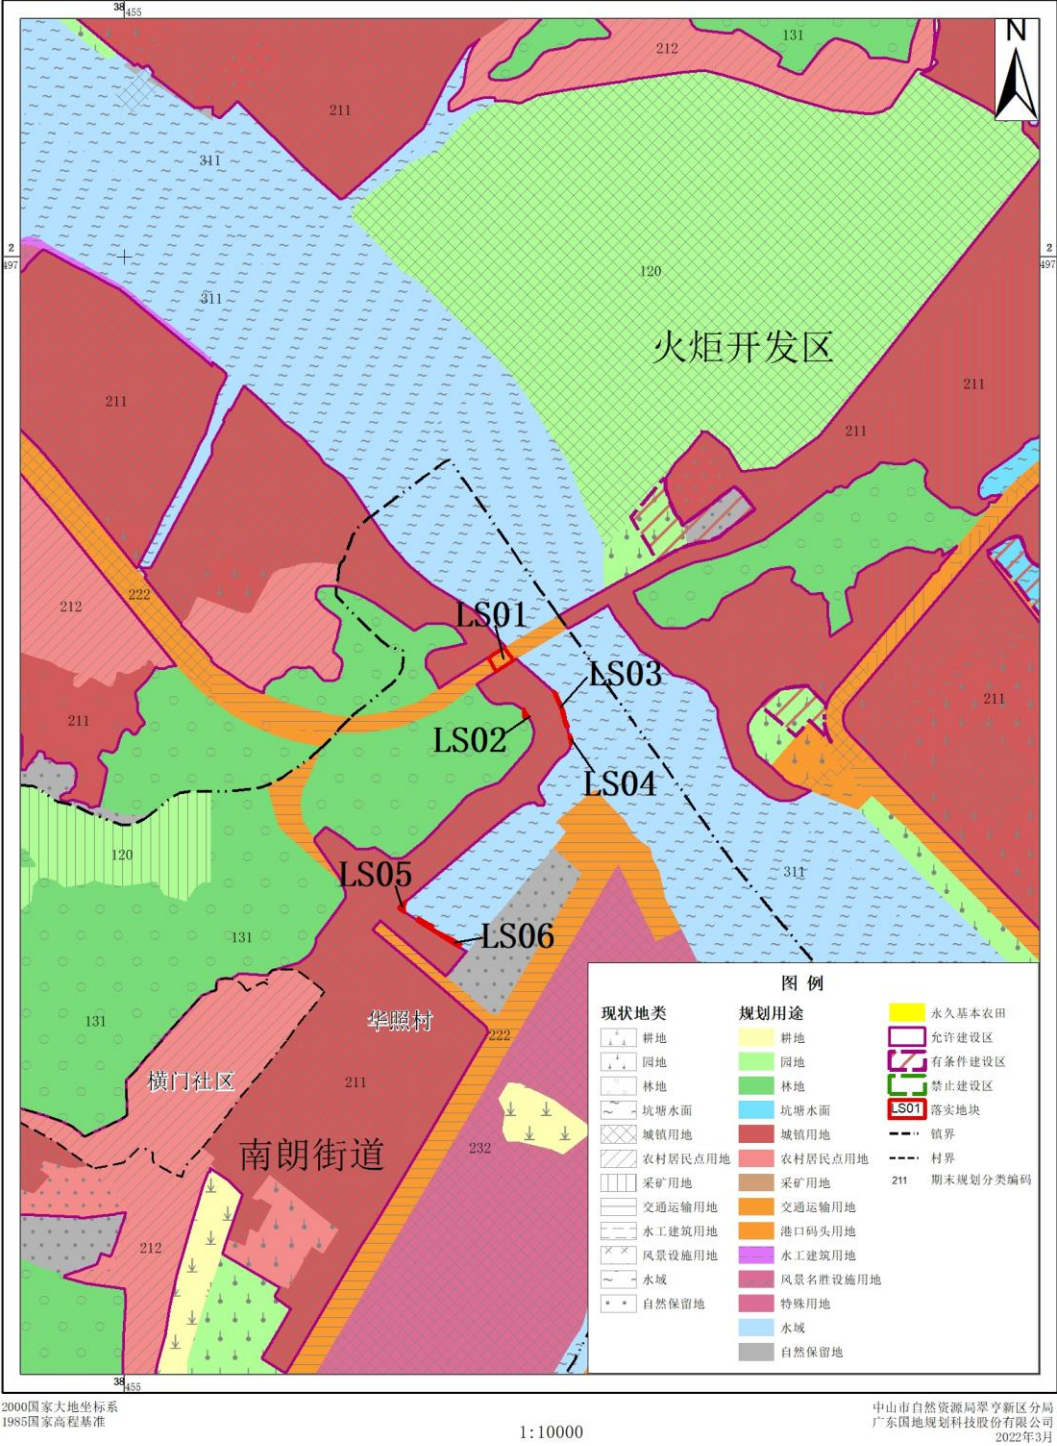 38
455
N
131
212
211
311
2
497
2
497
120
311
火炬开发区
211
211
211
222
212
LS01
LS03
211
211
LS02
LS04
120
311
LS05
131
LS06
131
华照村
222
横门社区
211
232
南朗街道
212
图 例
现状地类
耕地
园地
林地
坑塘水面
城镇用地
农村居民点用地
采矿用地
交通运输用地
水工建筑用地
风景设施用地
水域
自然保留地
规划用途
耕地
园地
林地
坑塘水面
城镇用地
农村居民点用地
采矿用地
交通运输用地
港口码头用地
水工建筑用地
风景名胜设施用地
特殊用地
水域
自然保留地
永久基本农田
允许建设区
有条件建设区
禁止建设区
LS01 落实地块
镇界
村界
211 期末规划分类编码
38
455
2000国家大地坐标系
1985国家高程基准
1:10000
中山市自然资源局翠亨新区分局
广东国地规划科技股份有限公司
2022年3月